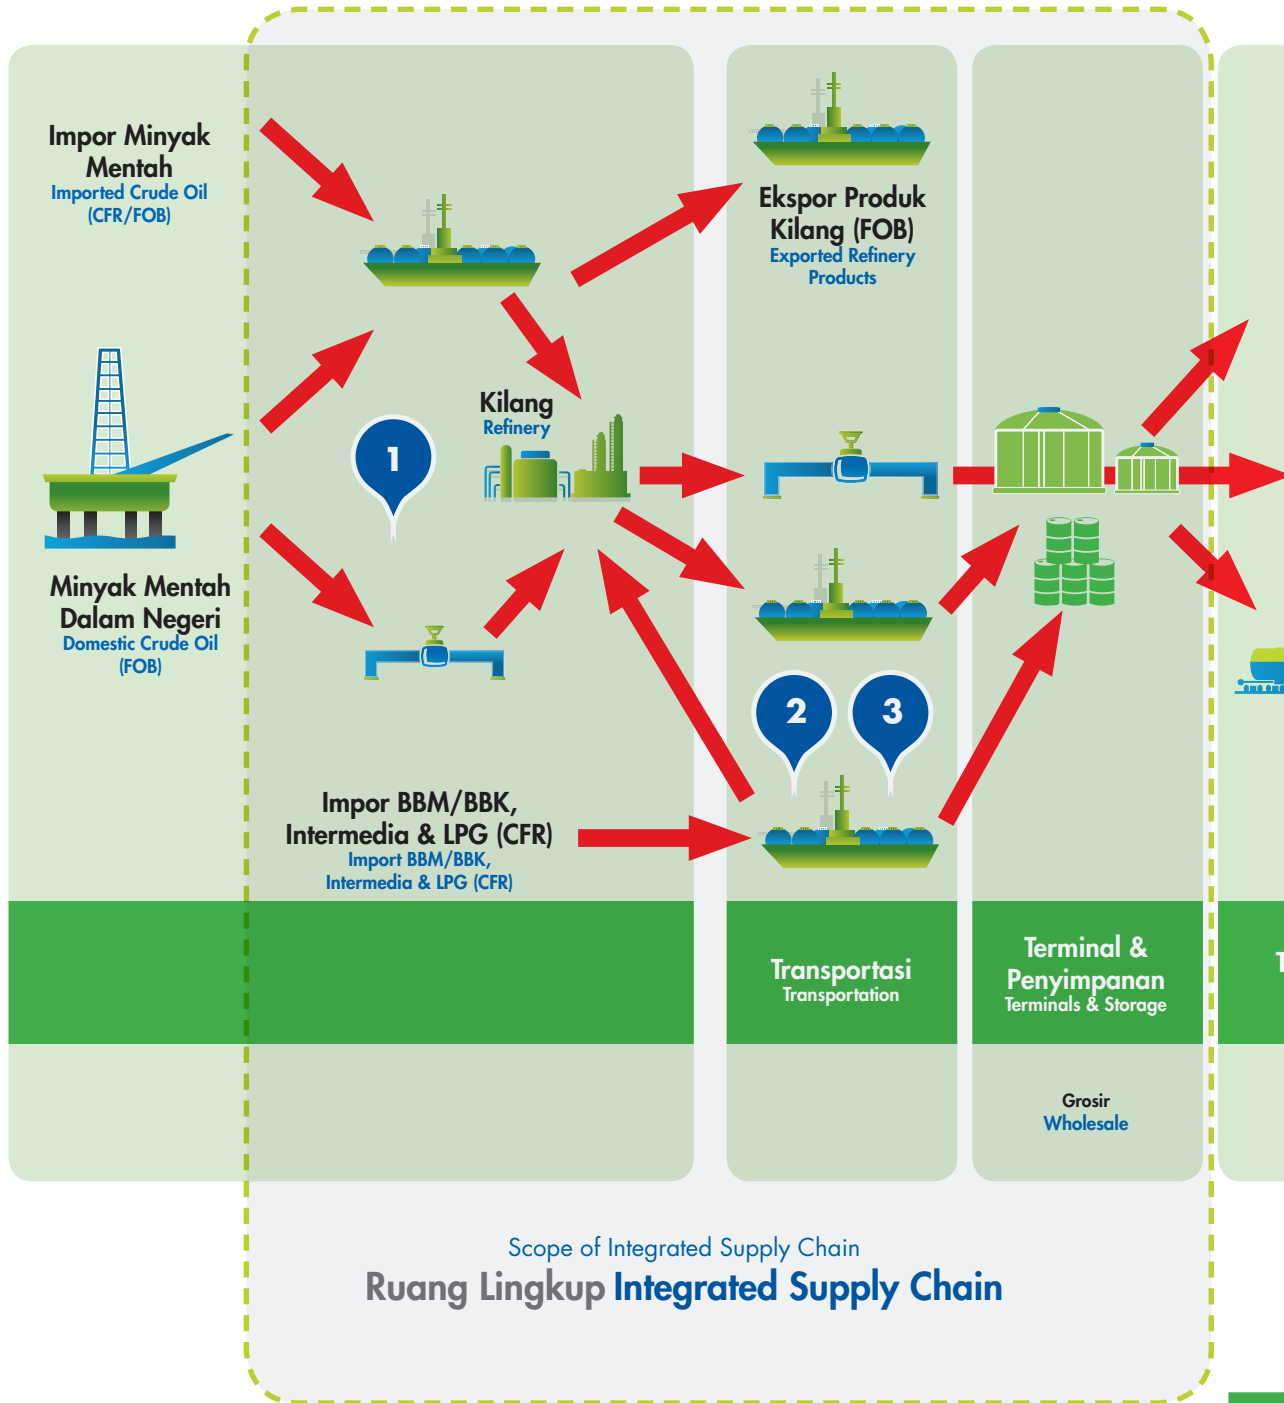 Impor Minyak
Mentah
Imported Crude Oil
(CFR/FOB)
Minyak Mentah
Dalam Negeri
Domestic Crude Oil
(FOB)
1
Kilang
Refinery
Impor BBM/BBK,
Intermedia & LPG (CFR)
Import BBM/BBK,
Intermedia & LPG (CFR)
Ekspor Produk
Kilang (FOB)
Exported Refinery
Products
2
3
Transportasi
Transportation
Terminal &
Penyimpanan
Terminals & Storage
Grosir
Wholesale
Scope of Integrated Supply Chain
Ruang Lingkup Integrated Supply Chain